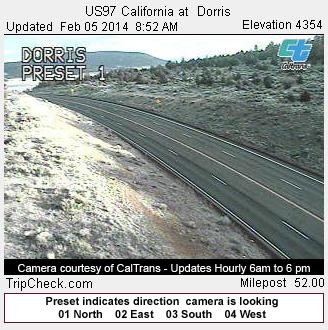 US97 California at Dorris
Updated Feb 05 2014 8:52 AM Elevation 4354
DORRIS
PRESET 1
Ct
Caltrans
Camera courtesy of CalTrans - Updates Hourly 6am to 6 pm
TripCheck.com Milepost 52.00
Preset indicates direction camera is looking
01 North 02 East 03 South 04 West